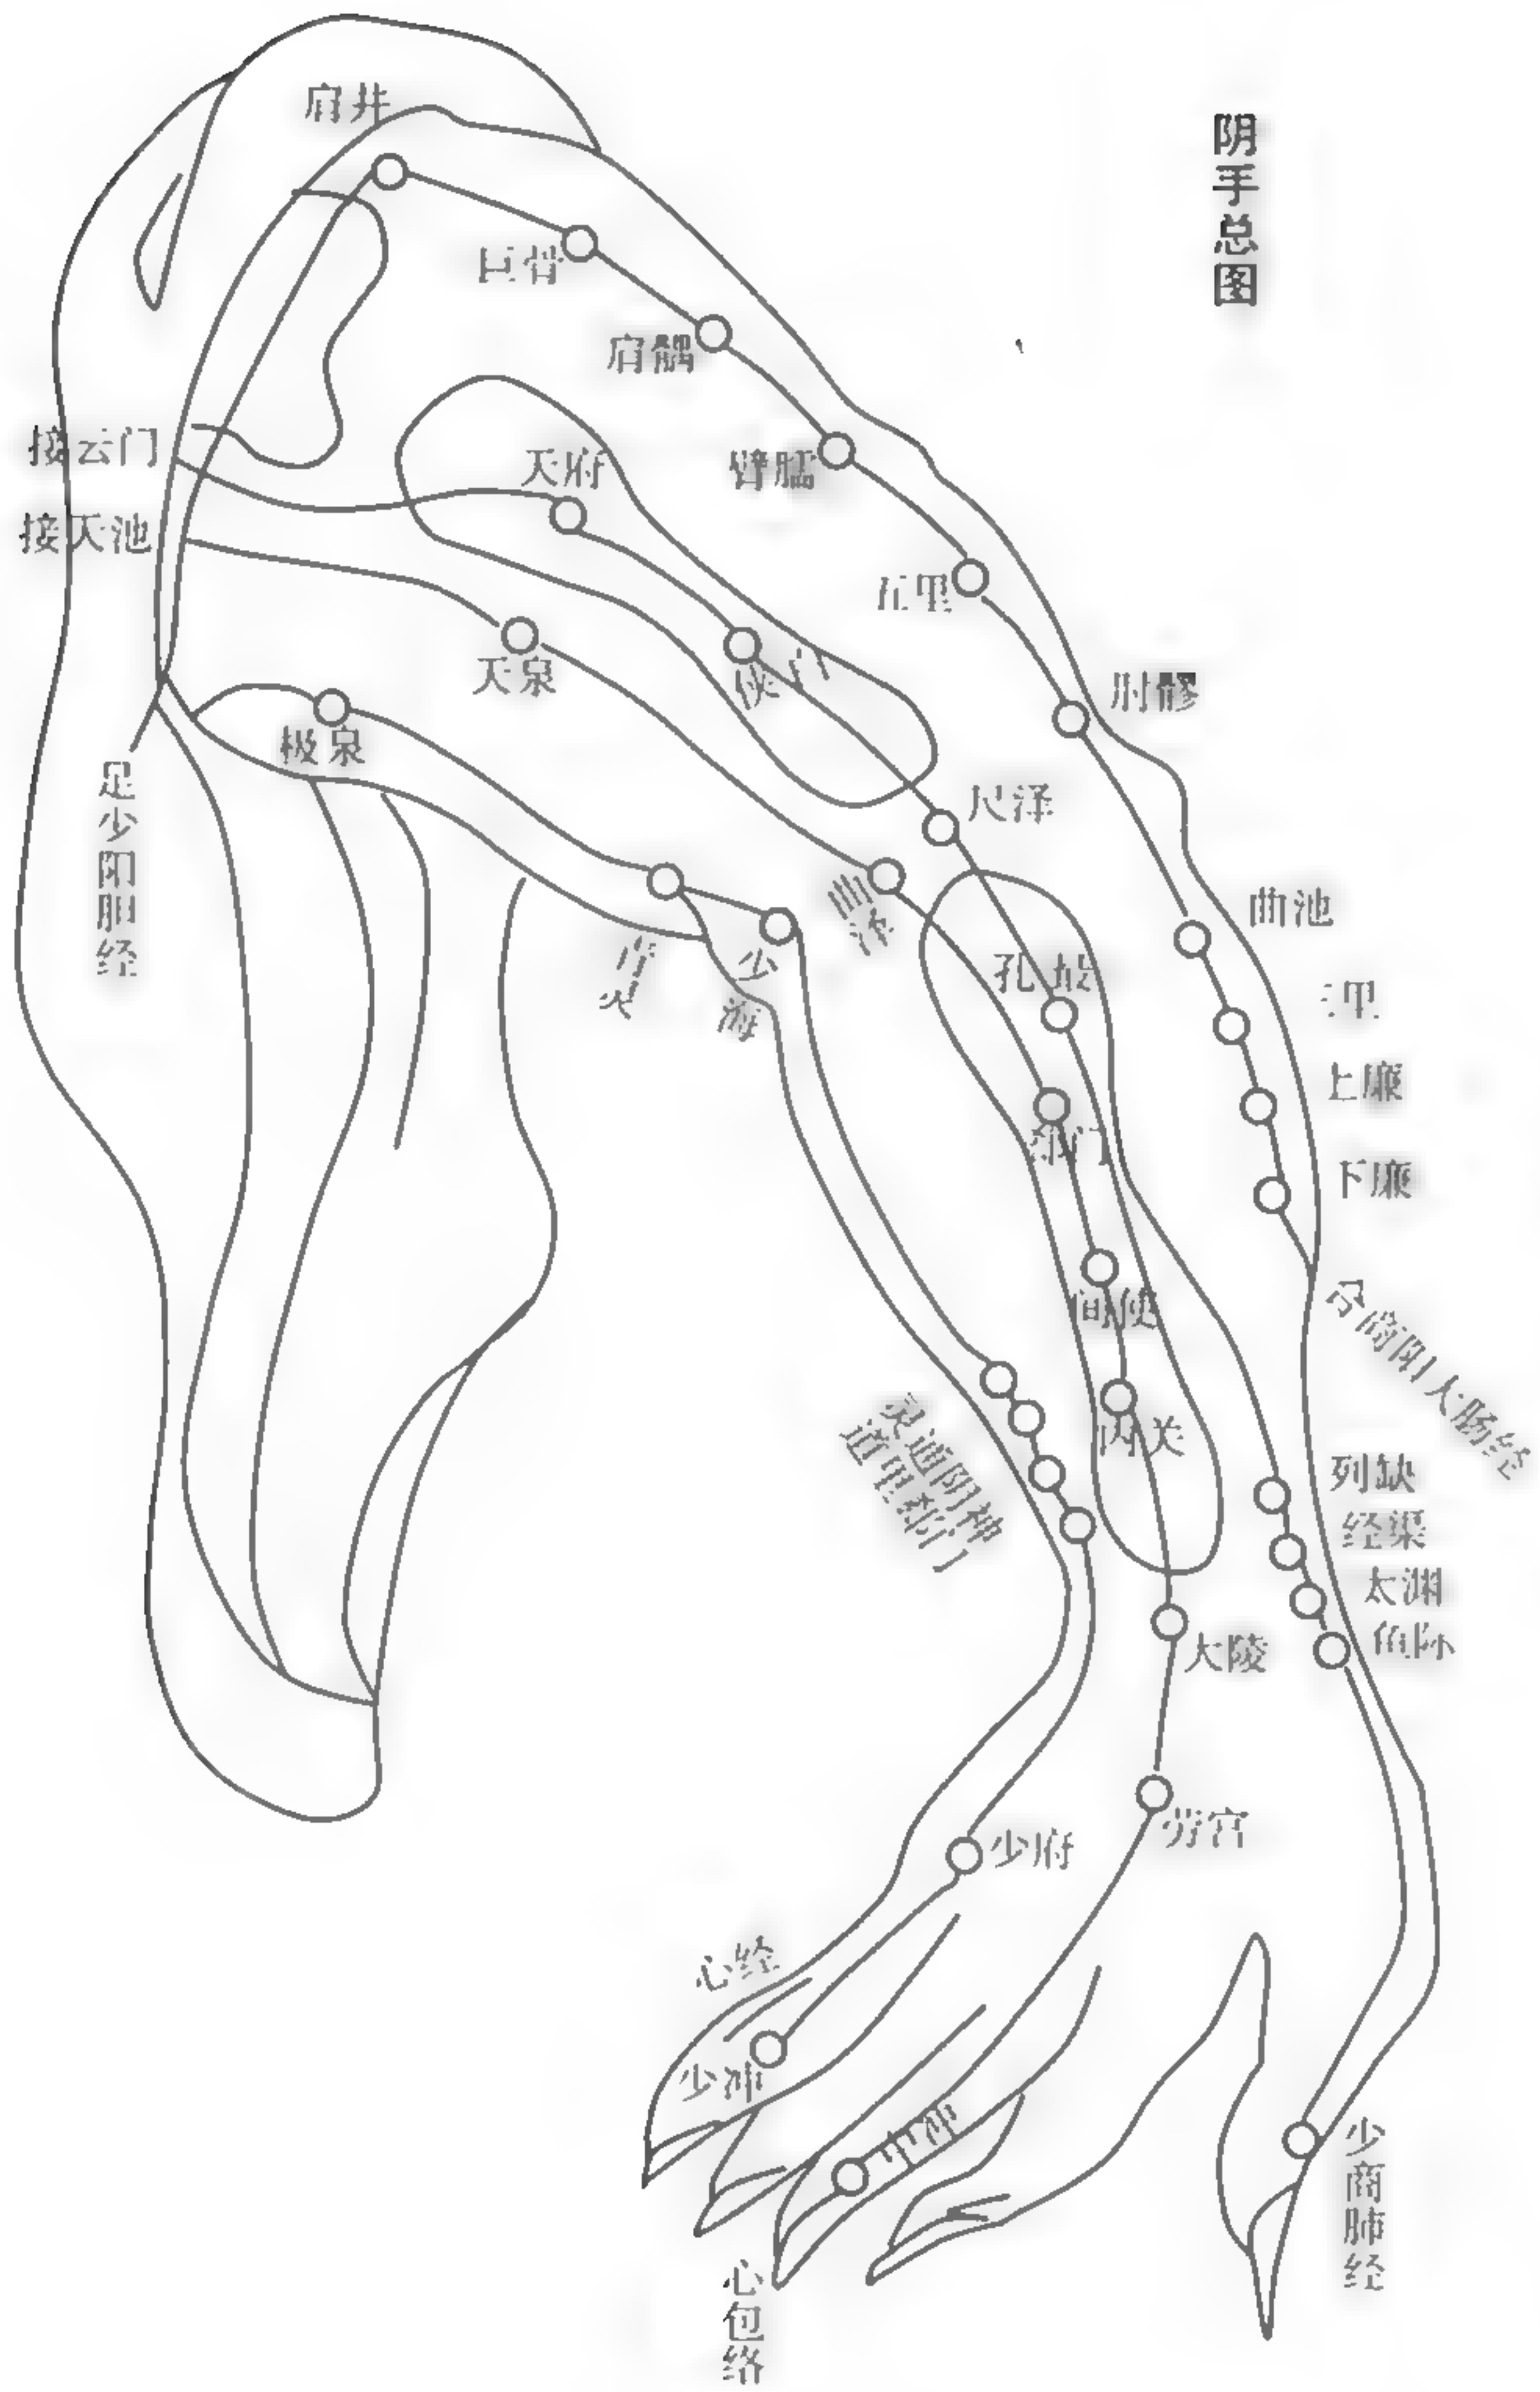 阴手总图
肩井
巨骨
肩髃
接云门
天府
臂臑
接天池
五里
天泉
侠门
肘髎
极泉
足少阳胆经
尺泽
曲泽
曲池
青灵
少海
孔最
三里
上廉
郄门
下廉
间使
合商阳大肠经
内关
灵通阴神
道里郄门
列缺
经渠
太渊
鱼际
大陵
劳宫
少府
心经
少冲
中冲
少商肺经
心包络